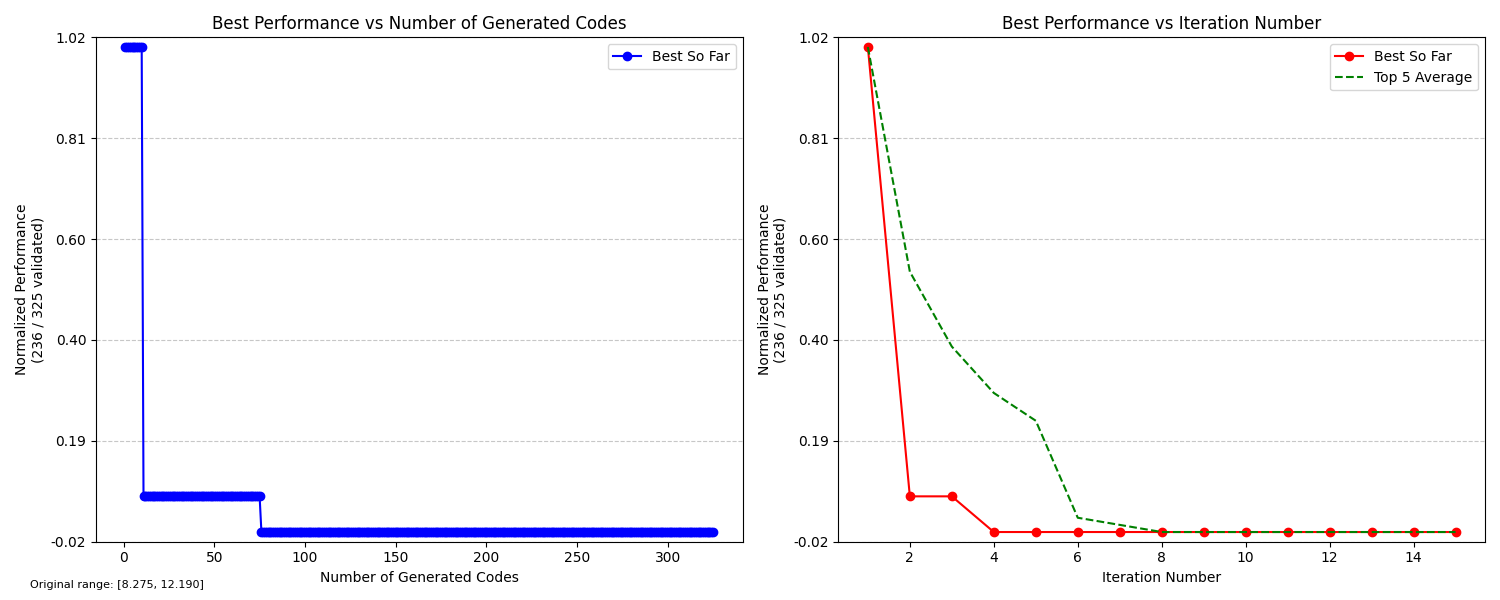 Best Performance vs Number of Generated Codes
Normalized Performance
(236 / 325 validated)
1.02
0.81
0.60
0.40
0.19
-0.02
Best So Far
0
50
100
150
200
250
300
Number of Generated Codes
Original range: [8.275, 12.190]
Best Performance vs Iteration Number
Normalized Performance
(236 / 325 validated)
1.02
0.81
0.60
0.40
0.19
-0.02
Best So Far
Top 5 Average
2
4
6
8
10
12
14
Iteration Number